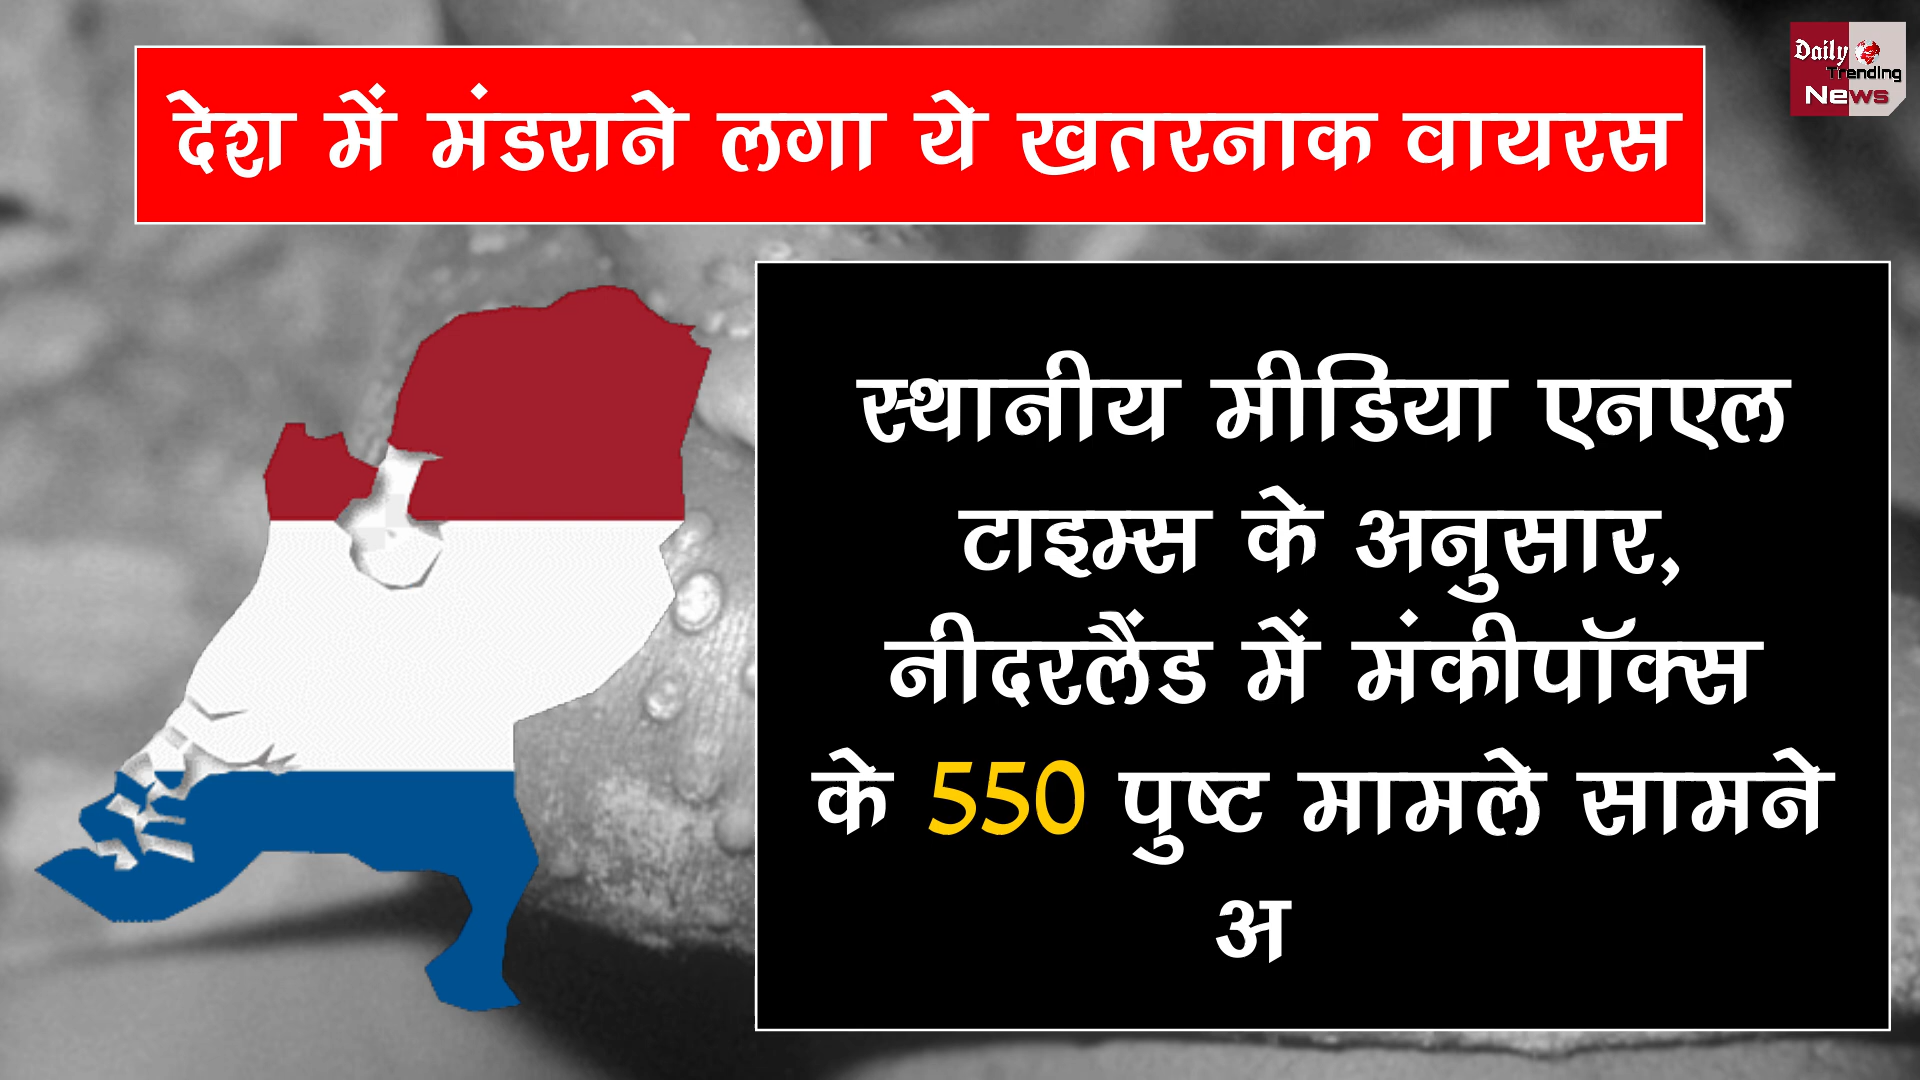 देश में मंडराने लगा ये खतरनाक वायरस
Daily
Trending
News
स्थानीय मीडिया एनएल
टाइम्स के अनुसार,
नीदरलैंड में मंकीपॉक्स
के 550 पुष्ट मामले सामने
अ